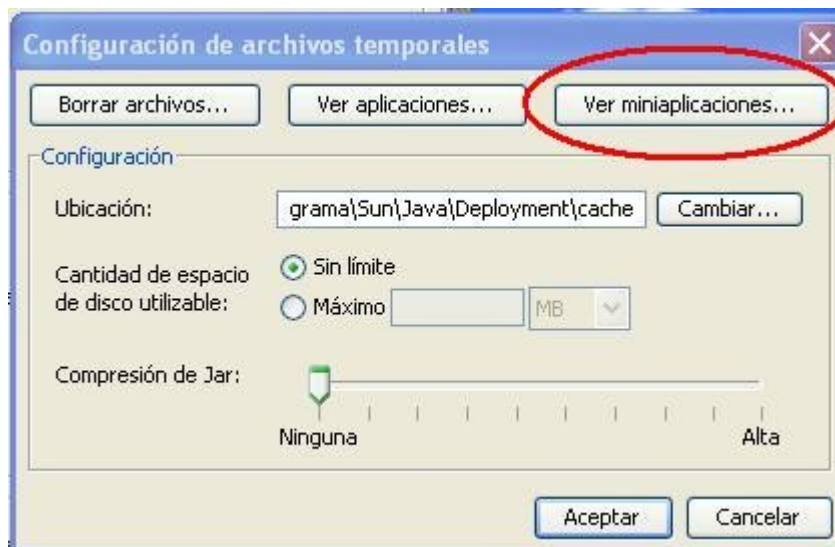 Configuración de archivos temporales
Borrar archivos... Ver aplicaciones... Ver miniaplicaciones...
Configuración
Ubicación: grama\Sun\Java\Deployment\cache Cambiar...
Cantidad de espacio
de disco utilizable:
Sin límite
Máximo MB
Compresión de Jar:
Ninguna Alta
Aceptar Cancelar